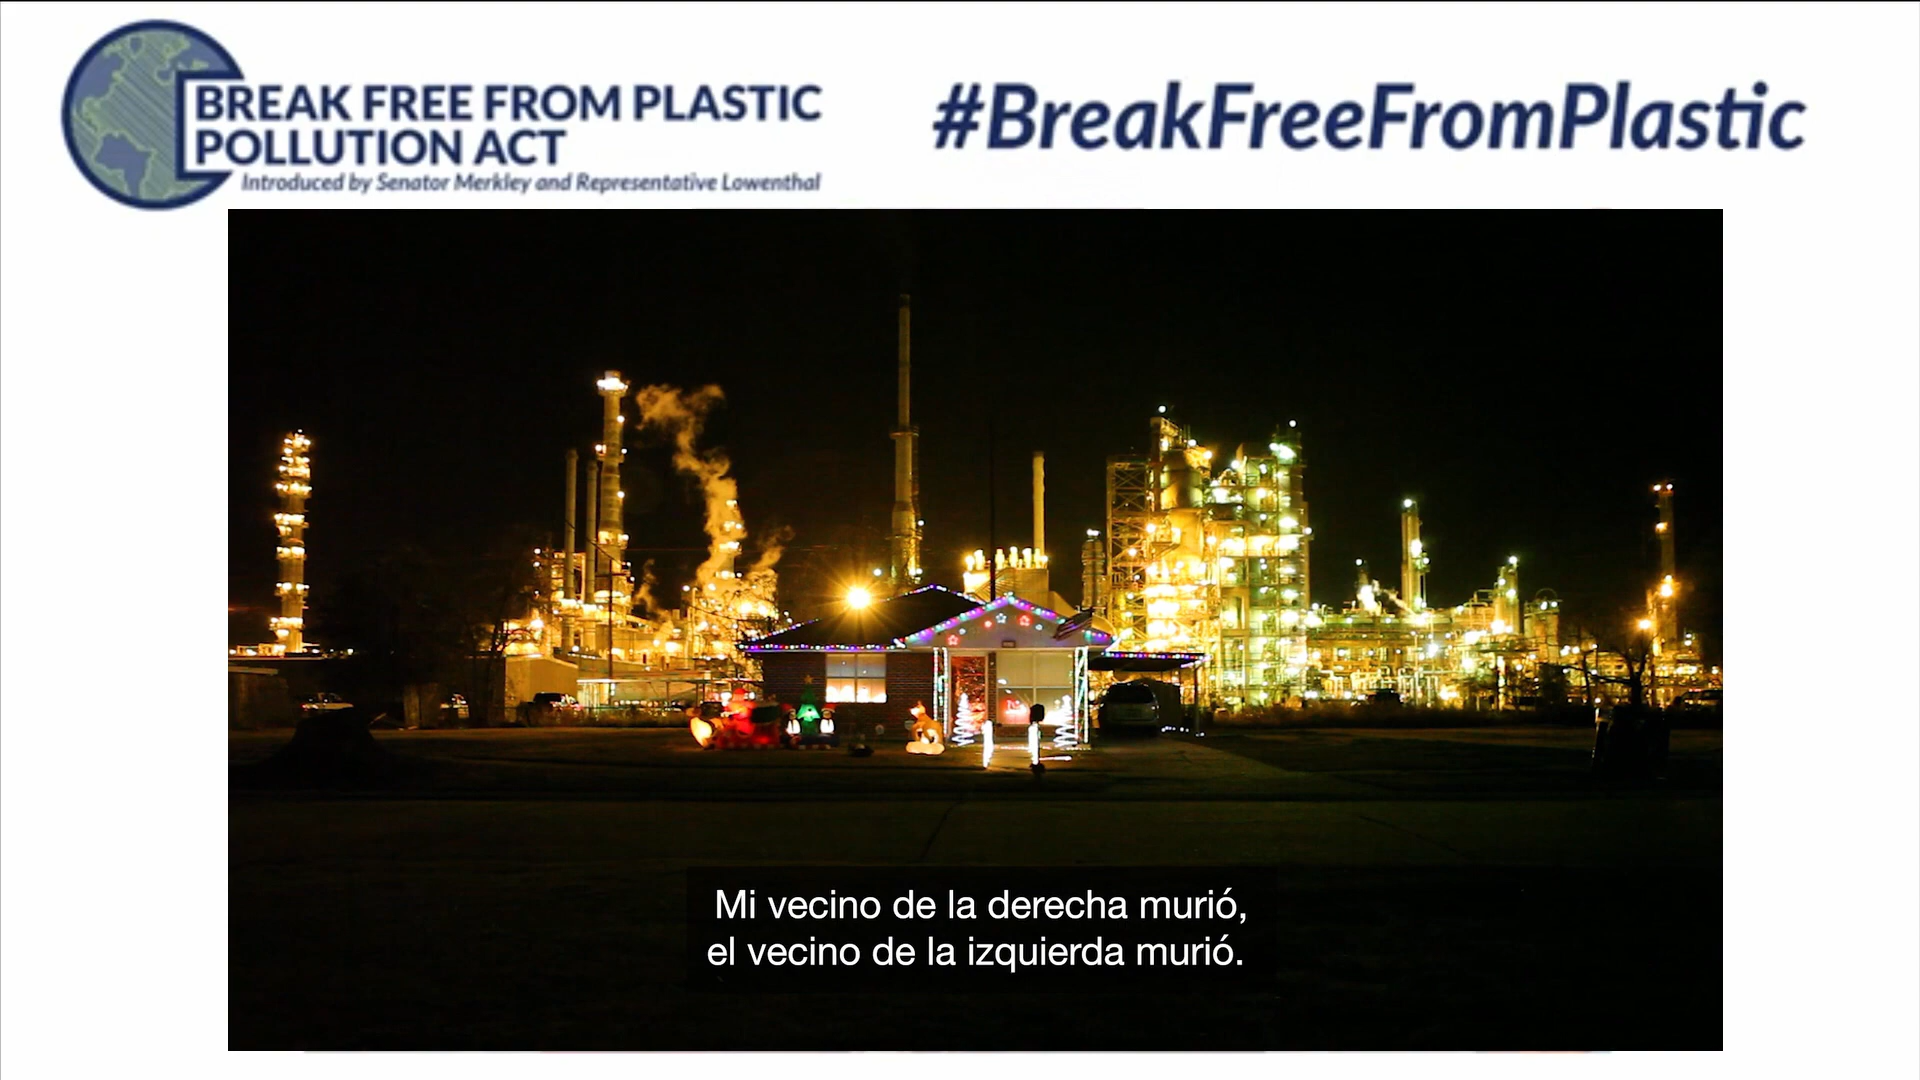 BREAK FREE FROM PLASTIC
POLLUTION ACT
Introduced by Senator Merkley and Representative Lowenthal
#BreakFreeFromPlastic
Mi vecino de la derecha murió,
el vecino de la izquierda murió.